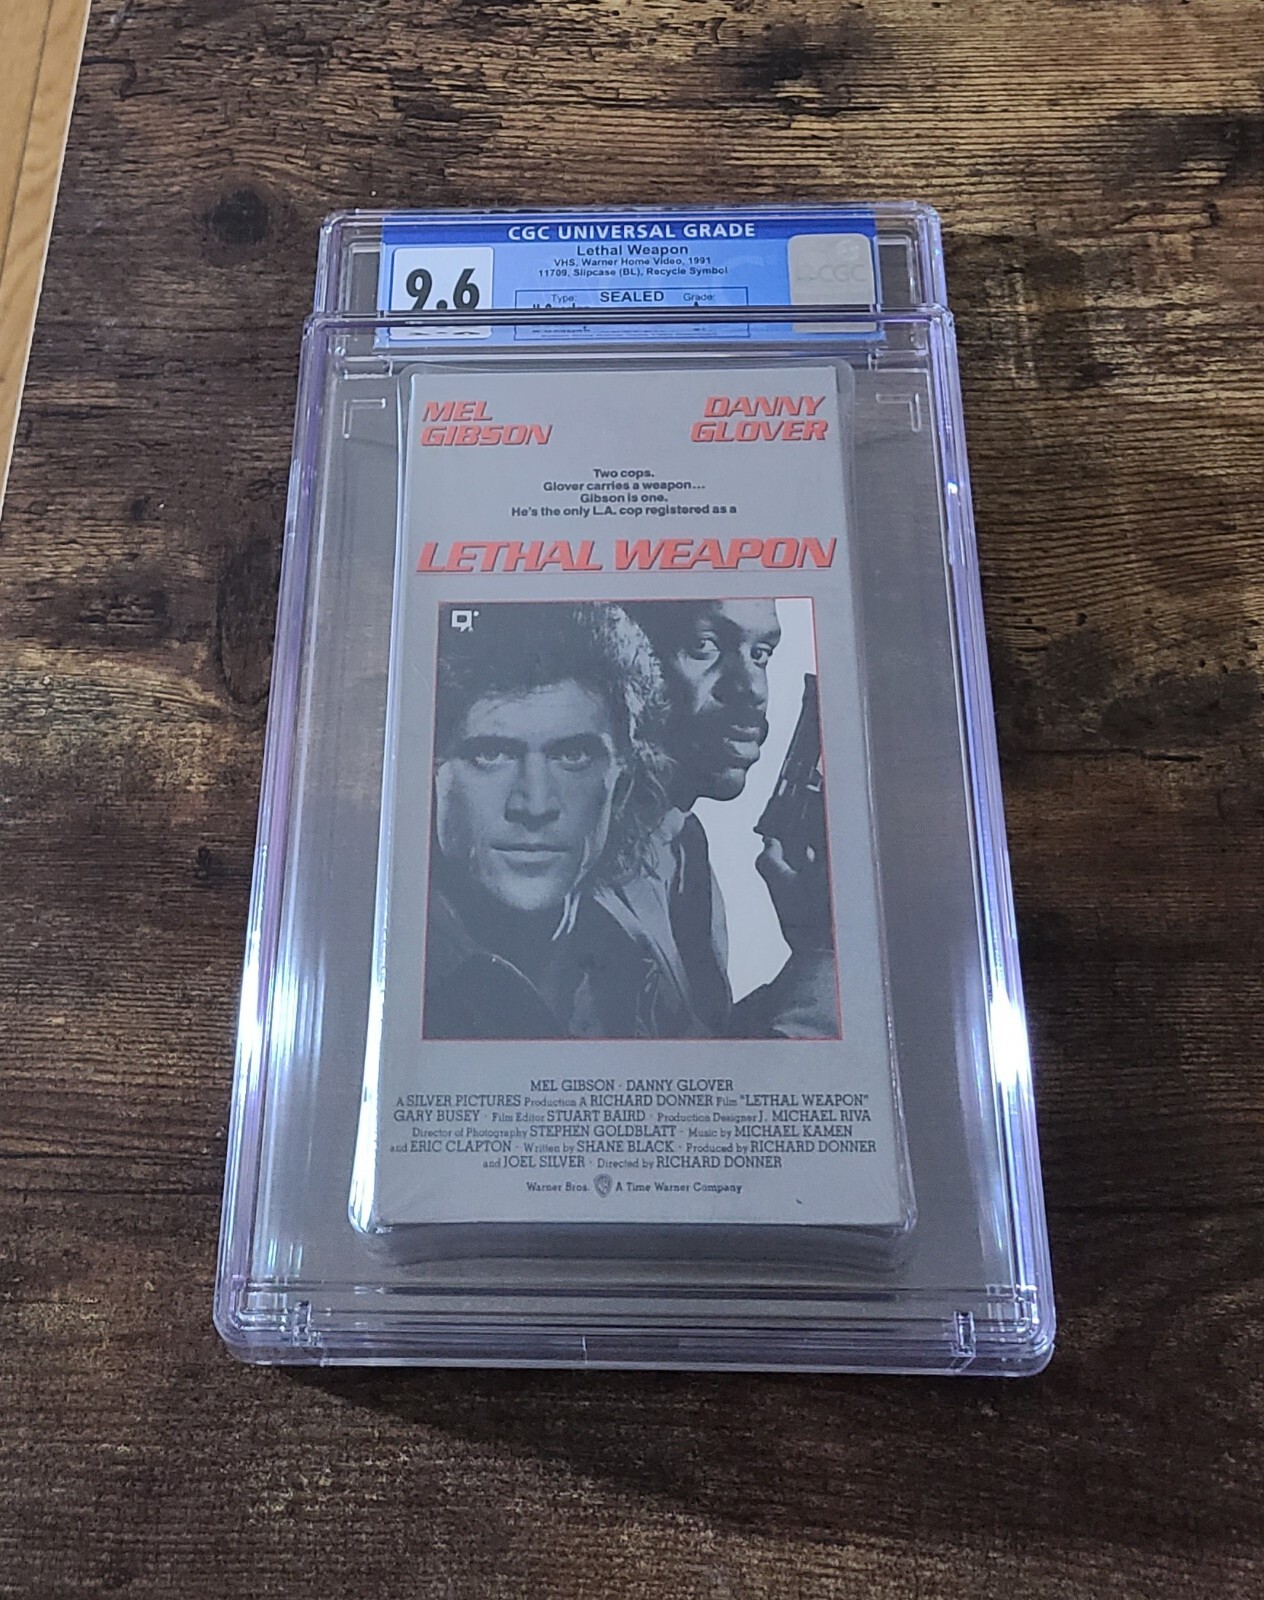 CGC UNIVERSAL GRADE
Lethal Weapon
VHS, Warner Home Video, 1991
11709, Slipcase (BL), Recycle Symbol
9.6
Type: SEALED Grade:
CGC
MEL GIBSON
DANNY GLOVER
Two cops.
Glover carries a weapon...
Gibson is one.
He's the only L.A. cop registered as a
LETHAL WEAPON
MEL GIBSON · DANNY GLOVER
A SILVER PICTURES Production A RICHARD DONNER Film "LETHAL WEAPON"
GARY BUSEY · Film Editor STUART BAIRD · Production Designer J. MICHAEL RIVA
Director of Photography STEPHEN GOLDBLATT · Music by MICHAEL KAMEN
and ERIC CLAPTON · Written by SHANE BLACK · Produced by RICHARD DONNER
and JOEL SILVER · Directed by RICHARD DONNER
Warner Bros. A Time Warner Company